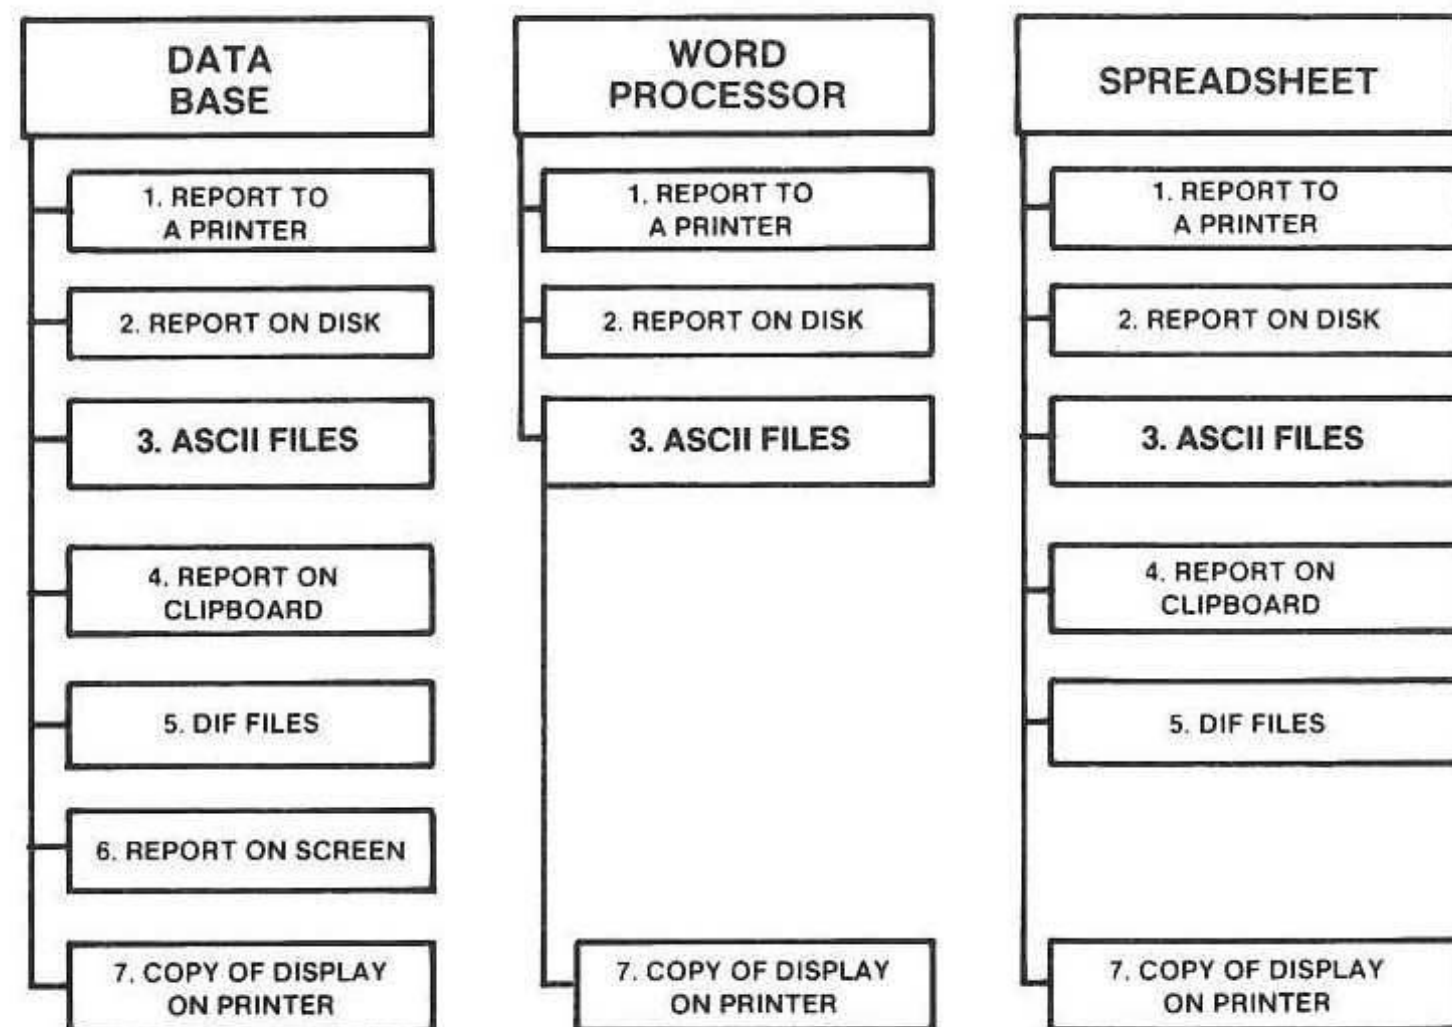 DATA
BASE
1. REPORT TO
A PRINTER
2. REPORT ON DISK
3. ASCII FILES
4. REPORT ON
CLIPBOARD
5. DIF FILES
6. REPORT ON SCREEN
7. COPY OF DISPLAY
ON PRINTER
WORD
PROCESSOR
1. REPORT TO
A PRINTER
2. REPORT ON DISK
3. ASCII FILES
7. COPY OF DISPLAY
ON PRINTER
SPREADSHEET
1. REPORT TO
A PRINTER
2. REPORT ON DISK
3. ASCII FILES
4. REPORT ON
CLIPBOARD
5. DIF FILES
7. COPY OF DISPLAY
ON PRINTER